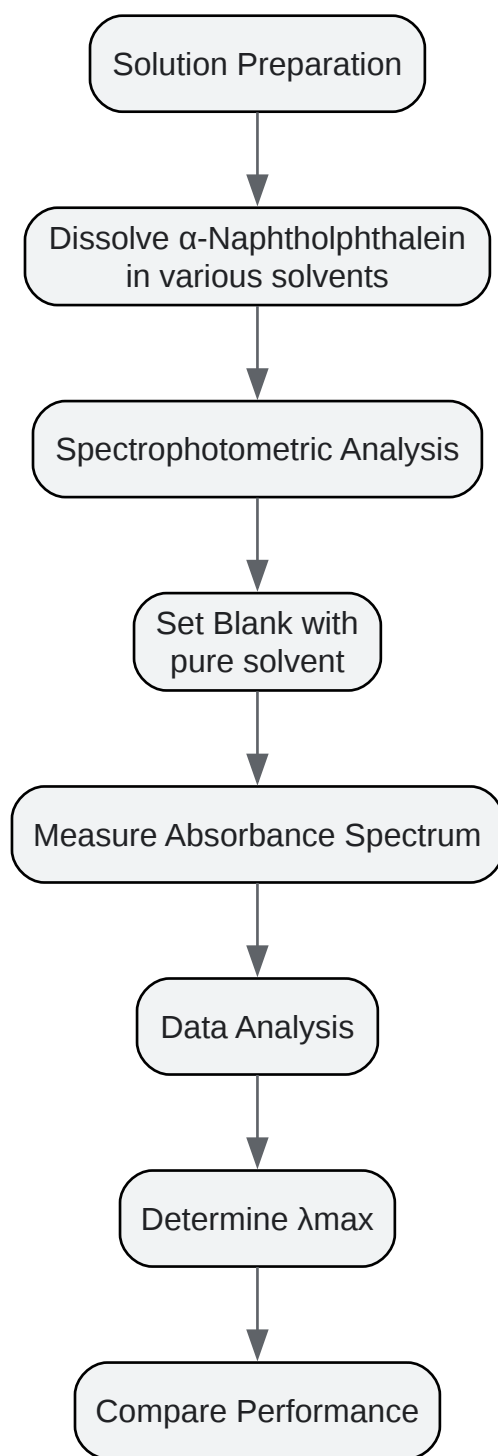 Solution Preparation
Dissolve α-Naphtholphthalein
in various solvents
Spectrophotometric Analysis
Set Blank with
pure solvent
Measure Absorbance Spectrum
Data Analysis
Determine λmax
Compare Performance